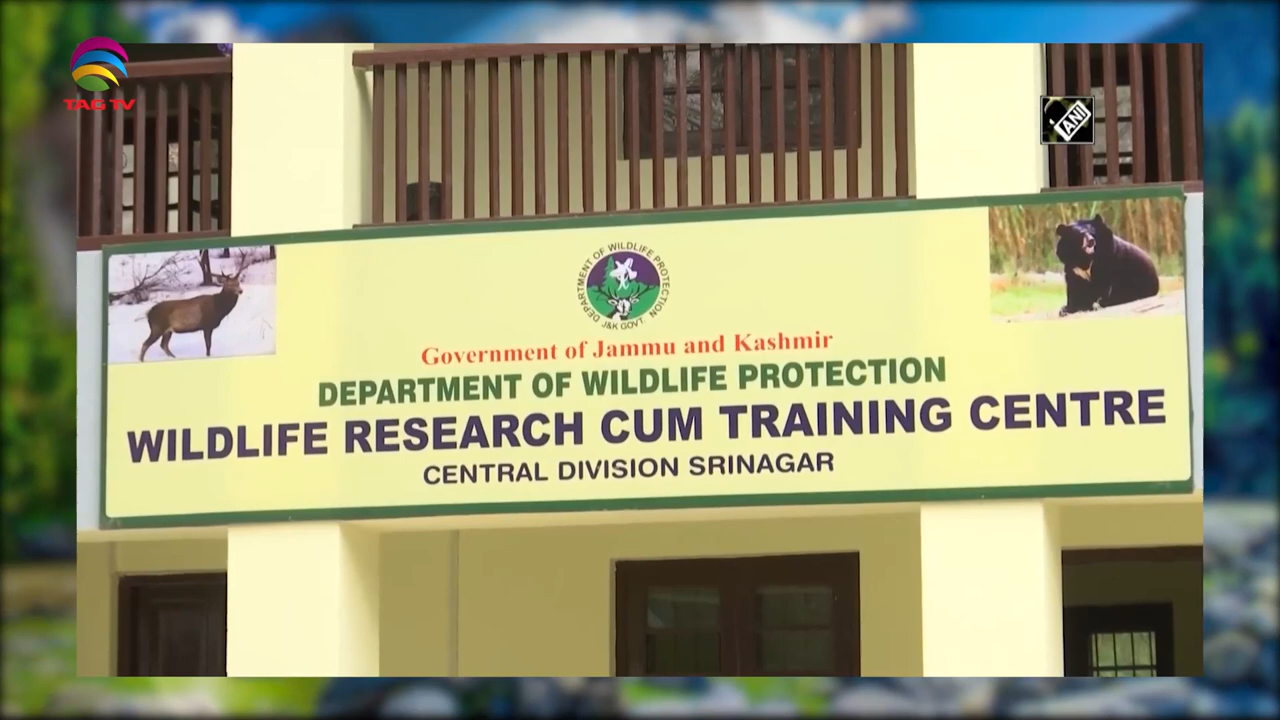 TAG TV
ANI
DEPARTMENT OF WILDLIFE PROTECTION
J&K GOVT.
Government of Jammu and Kashmir
DEPARTMENT OF WILDLIFE PROTECTION
WILDLIFE RESEARCH CUM TRAINING CENTRE
CENTRAL DIVISION SRINAGAR